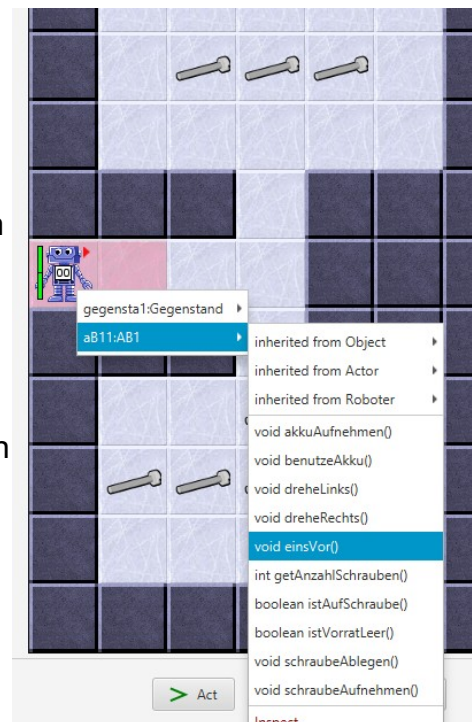 n
gegensta1:Gegenstand
aB11:AB1
inherited from Object
inherited from Actor
inherited from Roboter
void akkuAufnehmen()
void benutzeAkku()
n
void dreheLinks()
void dreheRechts()
void einsVor()
int getAnzahlSchrauben()
boolean istAufSchraube()
boolean istVorratLeer()
void schraubeAblegen()
void schraubeAufnehmen()
> Act
Inspect